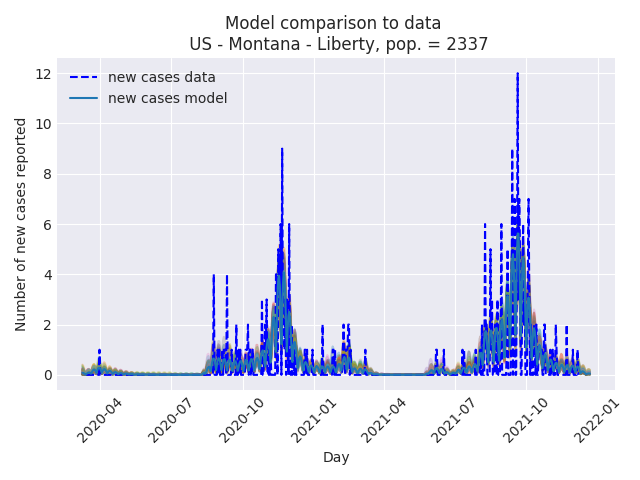 Model comparison to data
US - Montana - Liberty, pop. = 2337
new cases data
new cases model
Number of new cases reported
12
10
8
6
4
2
0
2020-04
2020-07
2020-10
2021-01
2021-04
2021-07
2021-10
2022-01
Day